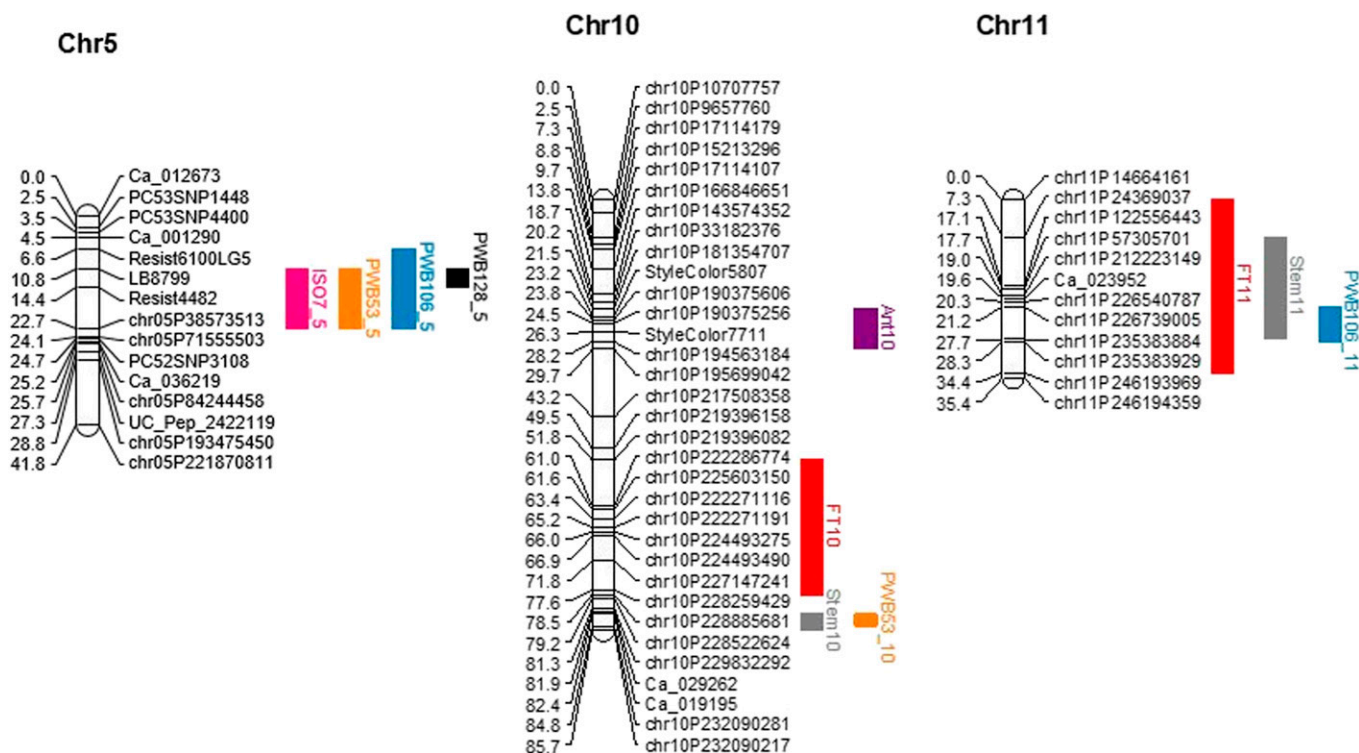 Chr5
0.0 Ca_012673
2.5 PC53SNP1448
3.5 PC53SNP4400
4.5 Ca_001290
6.6 Resist6100LG5
10.8 LB8799
14.4 Resist4482
22.7 chr05P38573513
24.1 chr05P71555503
24.7 PC52SNP3108
25.2 Ca_036219
25.7 chr05P84244458
27.3 UC_Pep_2422119
28.8 chr05P193475450
41.8 chr05P221870811
ISO7_5
PWB53_5
PWB106_5
PWB128_5
Chr10
0.0 chr10P10707757
2.5 chr10P9657760
7.3 chr10P17114179
8.8 chr10P15213296
9.7 chr10P17114107
13.8 chr10P166846651
18.7 chr10P143574352
20.2 chr10P33182376
21.5 chr10P181354707
23.2 StyleColor5807
23.8 chr10P190375606
24.5 chr10P190375256
26.3 StyleColor7711
28.2 chr10P194563184
29.7 chr10P195699042
43.2 chr10P217508358
49.5 chr10P219396158
51.8 chr10P219396082
61.0 chr10P222286774
61.6 chr10P225603150
63.4 chr10P222271116
65.2 chr10P222271191
66.0 chr10P224493275
66.9 chr10P224493490
71.8 chr10P227147241
77.6 chr10P228259429
78.5 chr10P228885681
79.2 chr10P228522624
81.3 chr10P229832292
81.9 Ca_029262
82.4 Ca_019195
84.8 chr10P232090281
85.7 chr10P232090217
Ant10
FT10
Stem10
PWB53_10
Chr11
0.0 chr11P14664161
7.3 chr11P24369037
17.1 chr11P122556443
17.7 chr11P57305701
19.0 chr11P212223149
19.6 Ca_023952
20.3 chr11P226540787
21.2 chr11P226739005
27.7 chr11P235383884
28.3 chr11P235383929
34.4 chr11P246193969
35.4 chr11P246194359
FT11
Stem11
PWB106_11